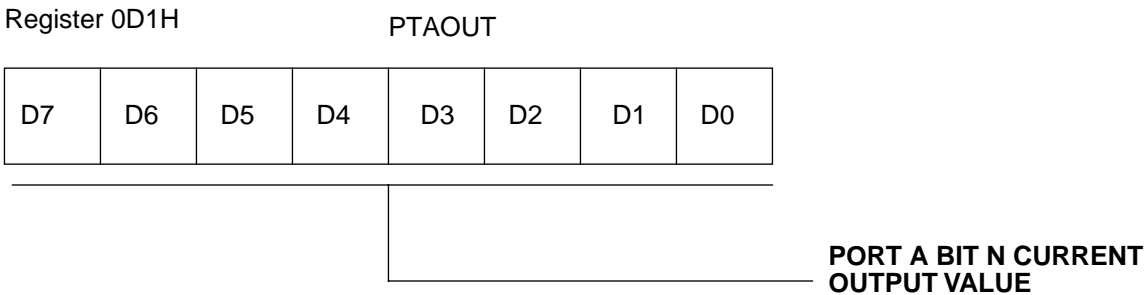 Register 0D1H
PTAOUT
D7 D6 D5 D4 D3 D2 D1 D0
PORT A BIT N CURRENT
OUTPUT VALUE